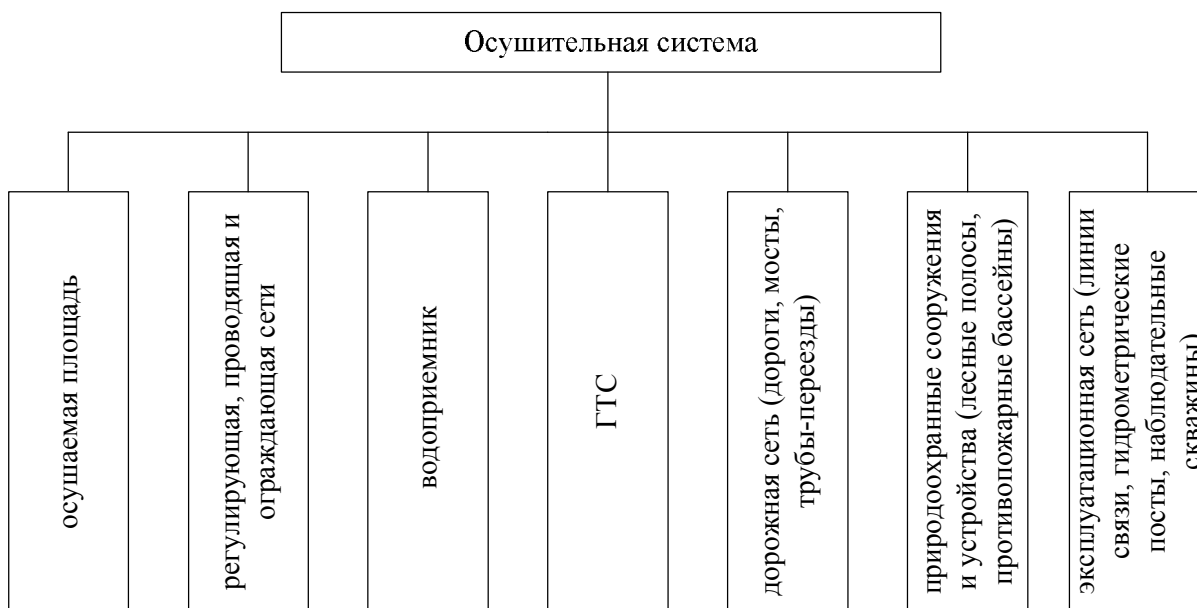 Осушительная система
осушаемая площадь
регулирующая, проводящая и
ограждающая сети
водоприемник
ГТС
дорожная сеть (дороги, мосты,
трубы-переезды)
природоохранные сооружения
и устройства (лесные полосы,
противопожарные бассейны)
эксплуатационная сеть (линии
связи, гидрометрические
посты, наблюдательные
скважины)